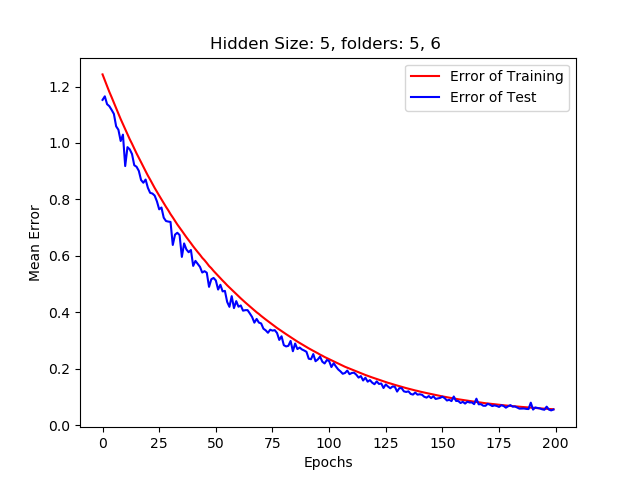 Hidden Size: 5, folders: 5, 6
Error of Training
Error of Test
Mean Error
1.2
1.0
0.8
0.6
0.4
0.2
0.0
0 25 50 75 100 125 150 175 200
Epochs